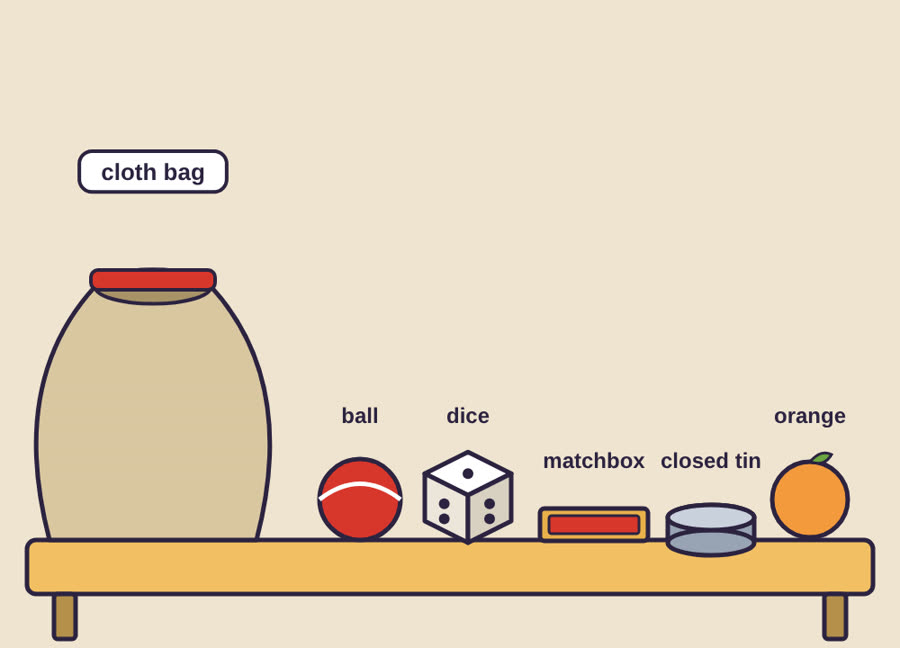 cloth bag
ball
dice
orange
matchbox
closed tin